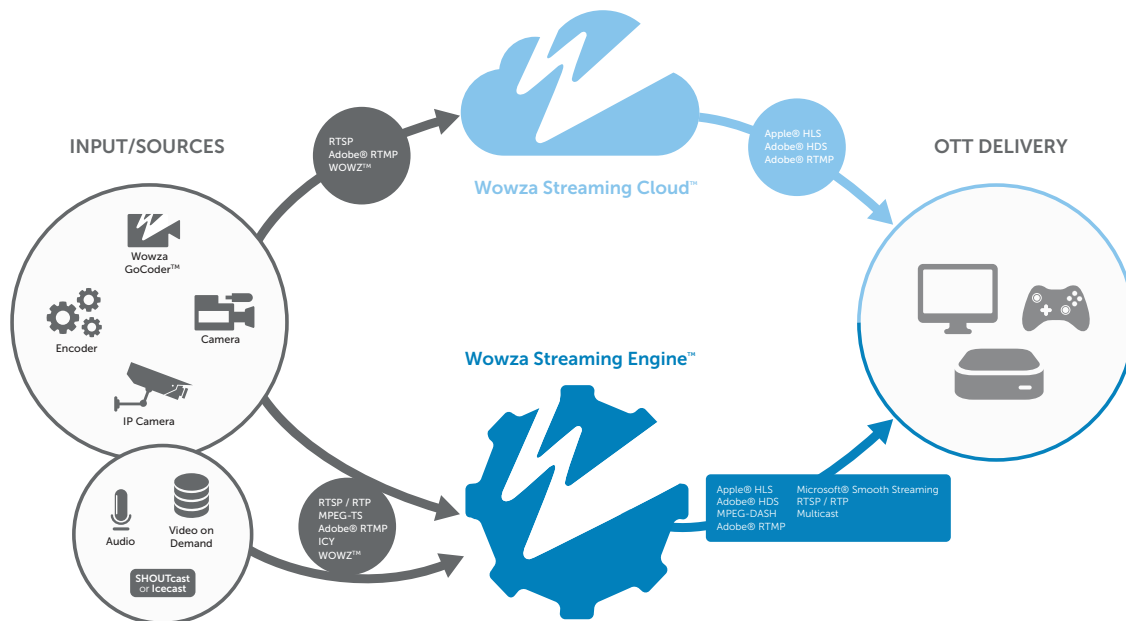 INPUT/SOURCES
Wowza
GoCoder™
Encoder
Camera
IP Camera
Audio
Video on
Demand
SHOUTcast
or Icecast
RTSP
Adobe® RTMP
WOWZ™
RTSP / RTP
MPEG-TS
Adobe® RTMP
ICY
WOWZ™
Wowza Streaming Cloud™
Wowza Streaming Engine™
Apple® HLS
Adobe® HDS
Adobe® RTMP
Apple® HLS
Adobe® HDS
MPEG-DASH
Adobe® RTMP
Microsoft® Smooth Streaming
RTSP / RTP
Multicast
OTT DELIVERY